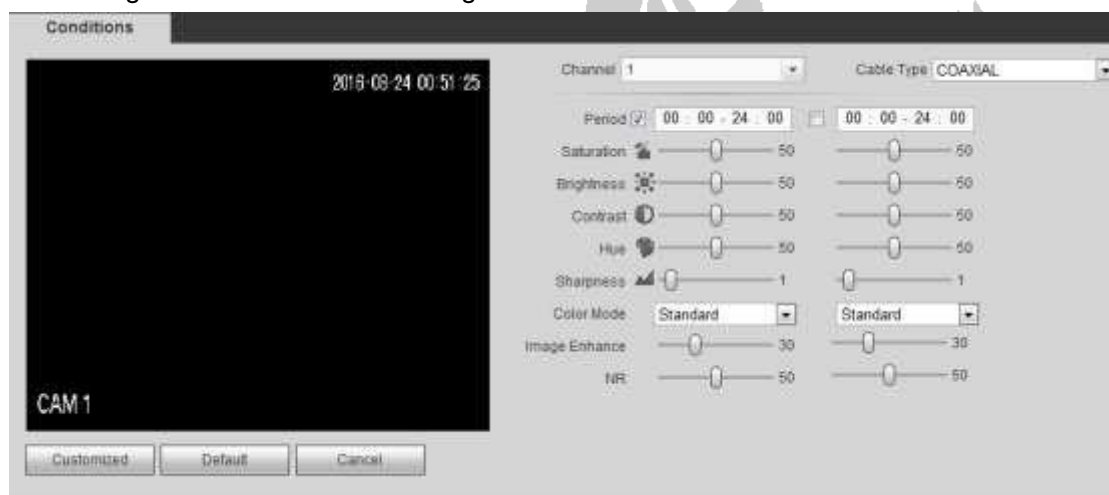 Conditions
2016-09-24 00:51:25
Channel 1 Cable Type COAXIAL
Period 00 : 00 - 24 : 00 00 : 00 - 24 : 00
Saturation 50 50
Brightness 50 50
Contrast 50 50
Hue 50 50
Sharpness 1 1
Color Mode Standard Standard
Image Enhance 30 30
NR 50 50
CAM 1
Customized Default Cancel